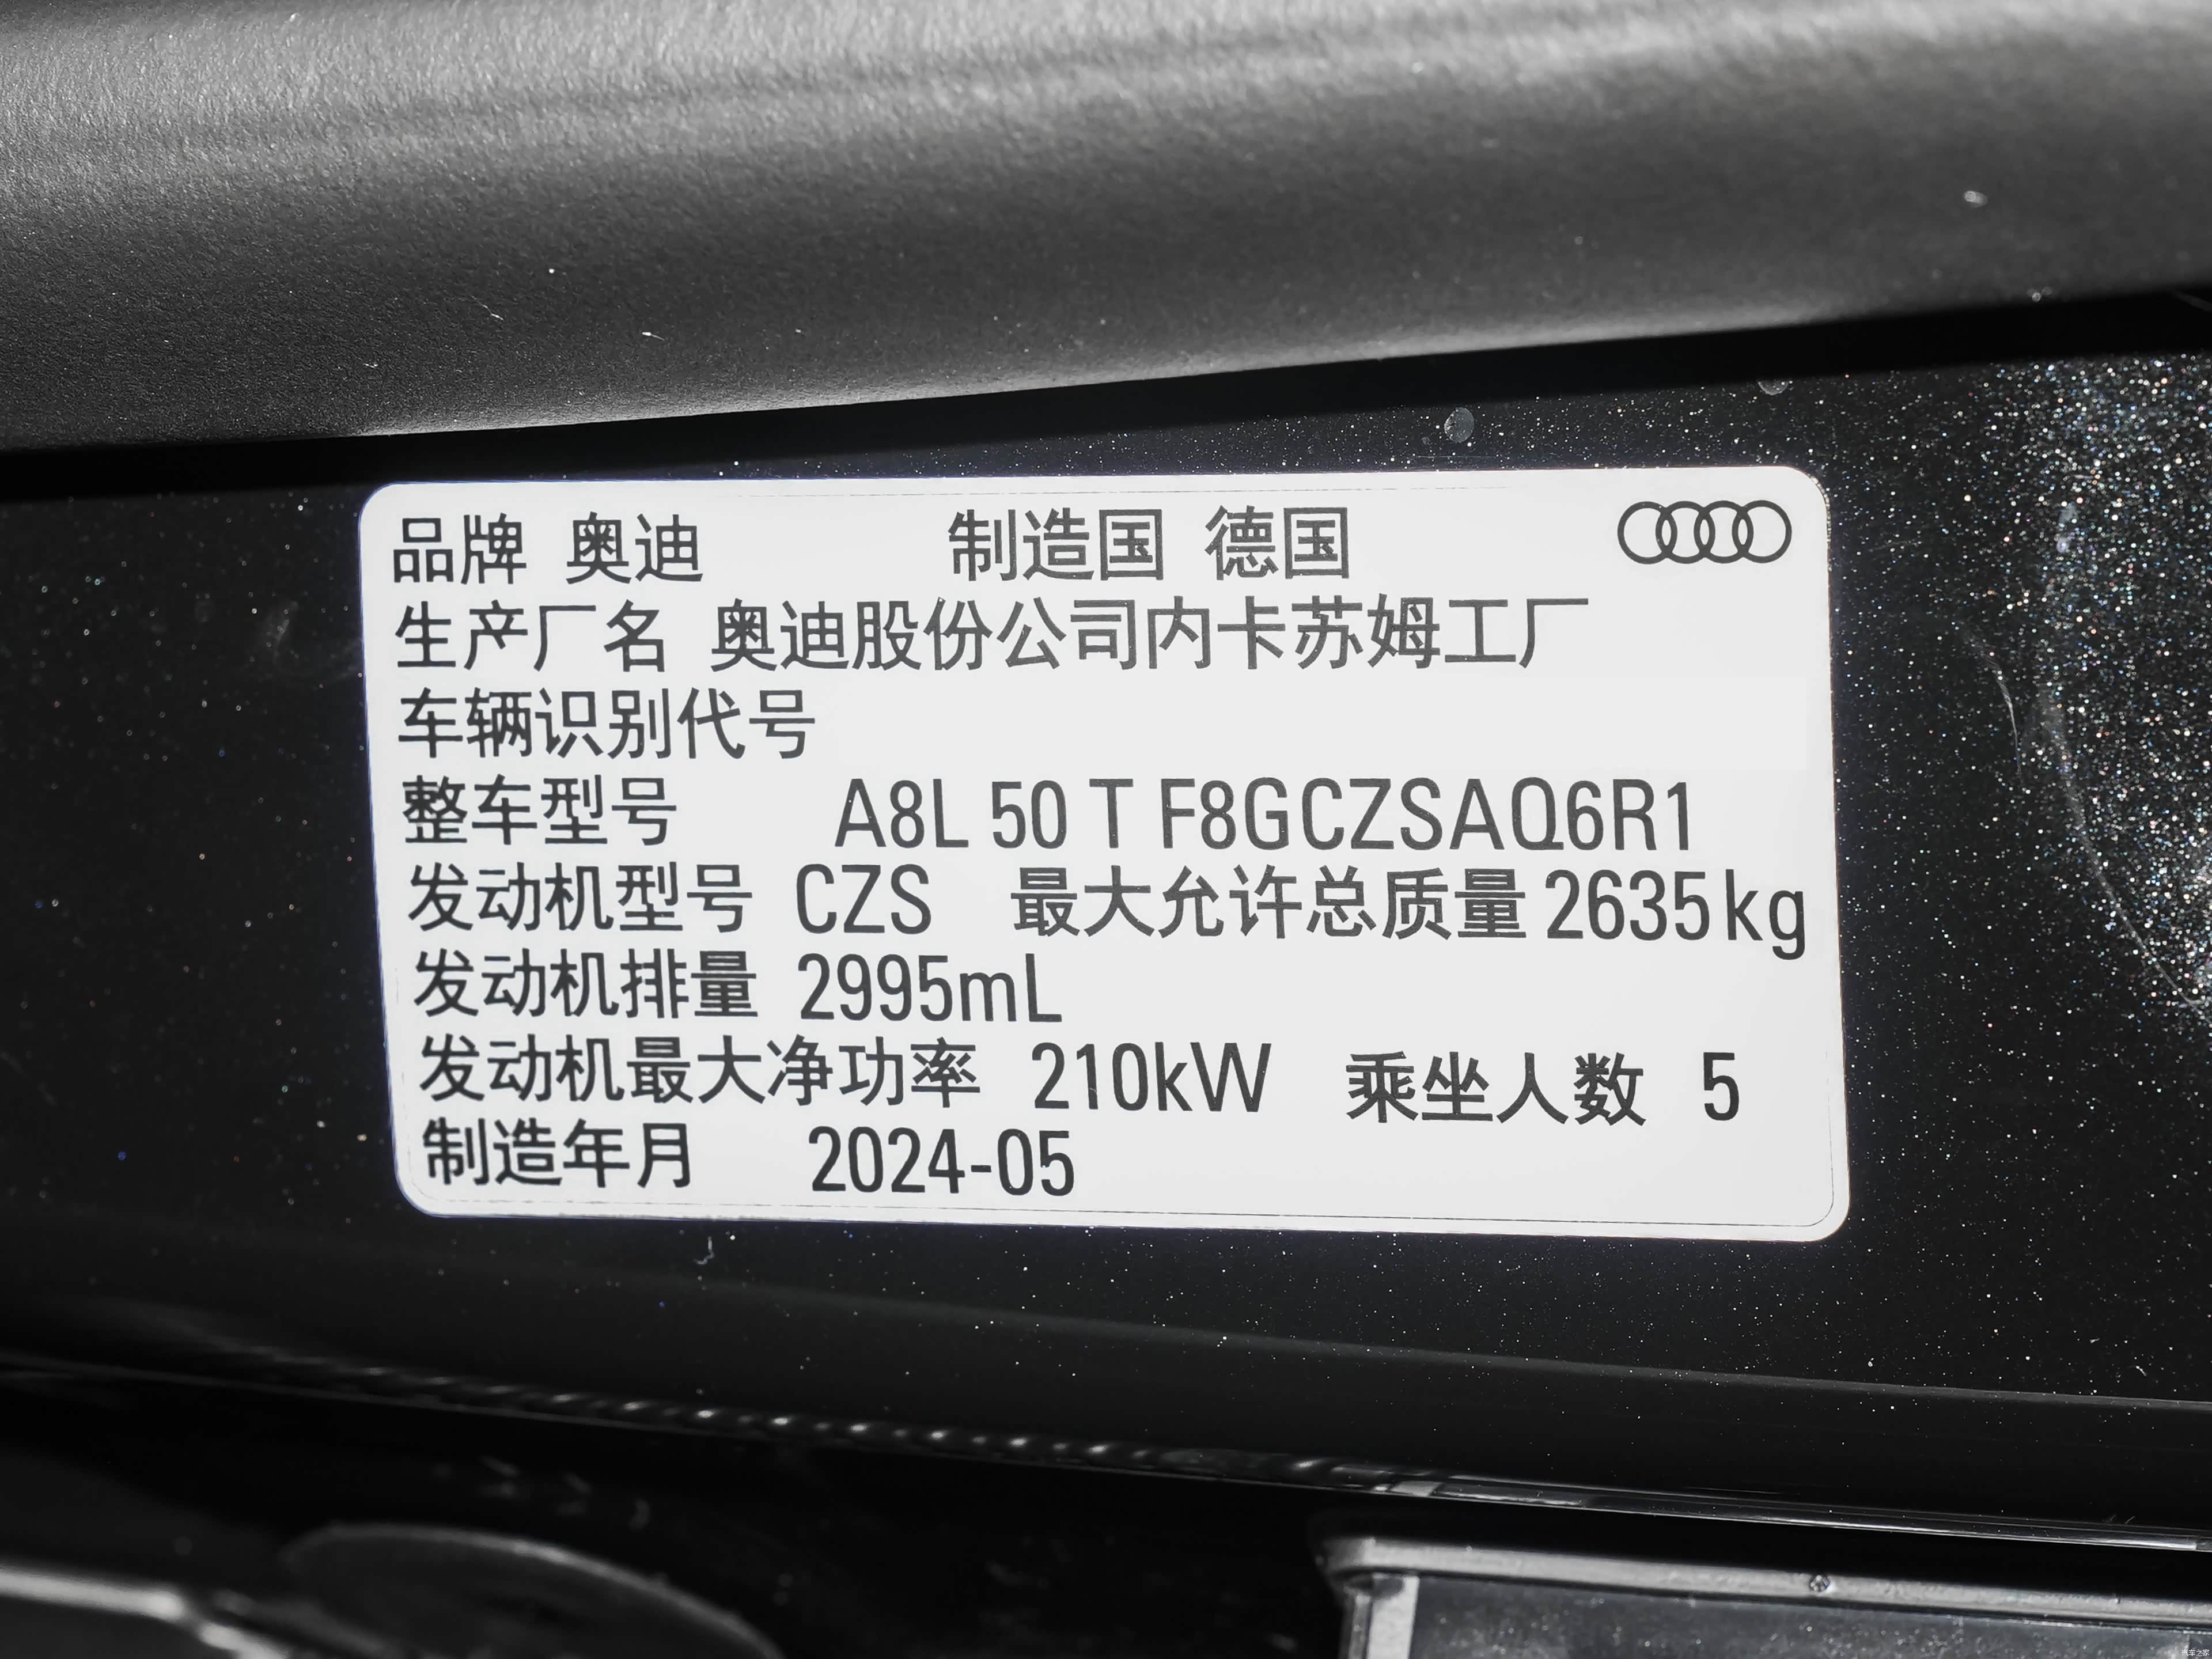 品牌 奥迪 制造国 德国
生产厂名 奥迪股份公司内卡苏姆工厂
车辆识别代号
整车型号 A8L 50 T F8GCZSAQ6R1
发动机型号 CZS 最大允许总质量 2635kg
发动机排量 2995mL
发动机最大净功率 210kW 乘坐人数 5
制造年月 2024-05
汽车之家